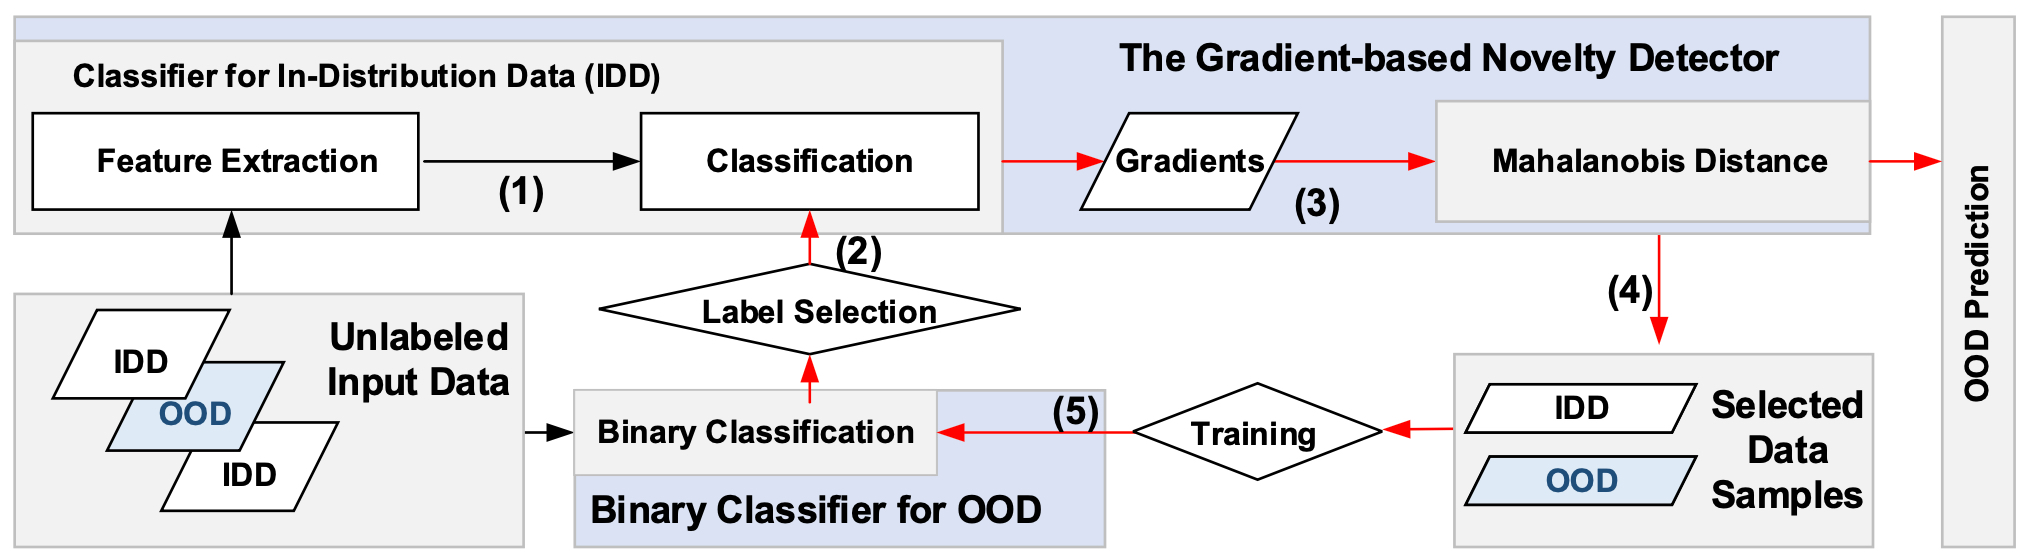 The Gradient-based Novelty Detector
Classifier for In-Distribution Data (IDD)
Feature Extraction
(1)
Classification
Gradients
(3)
Mahalanobis Distance
OOD Prediction
(2)
Label Selection
(4)
Unlabeled
Input Data
IDD
OOD
IDD
Binary Classification
(5)
Binary Classifier for OOD
Training
IDD
OOD
Selected
Data
Samples